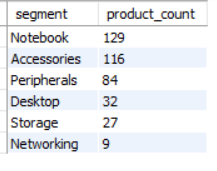 segment product_count
Notebook 129
Accessories 116
Peripherals 84
Desktop 32
Storage 27
Networking 9